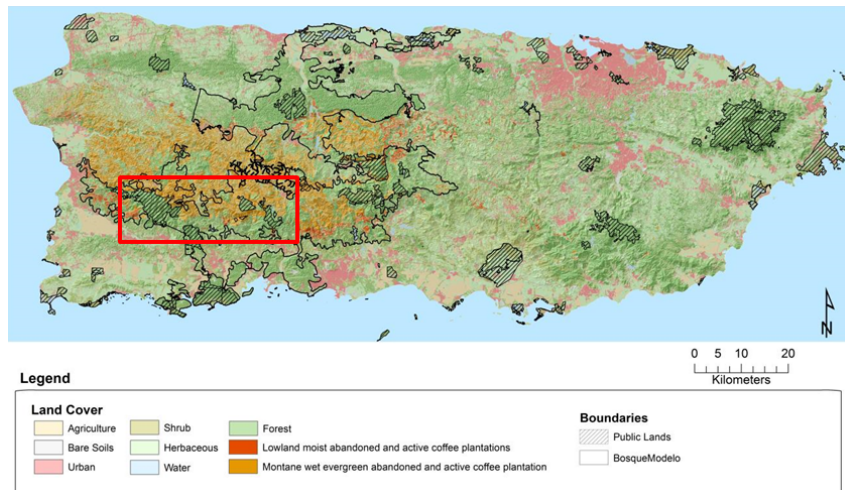 N
0 5 10 20
Kilometers
Legend
Land Cover
Agriculture
Bare Soils
Urban
Shrub
Herbaceous
Water
Forest
Lowland moist abandoned and active coffee plantations
Montane wet evergreen abandoned and active coffee plantation
Boundaries
Public Lands
BosqueModelo